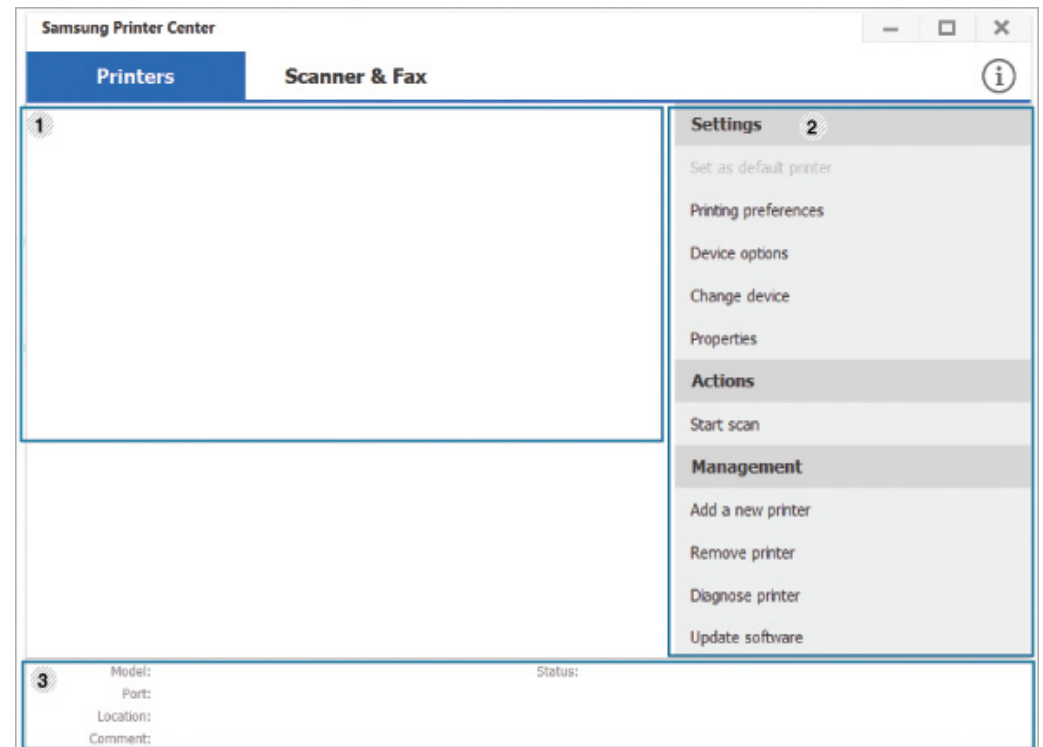 Samsung Printer Center
Printers
Scanner & Fax
i
1
Settings 2
Set as default printer
Printing preferences
Device options
Change device
Properties
Actions
Start scan
Management
Add a new printer
Remove printer
Diagnose printer
Update software
3
Model:
Status:
Port:
Location:
Comment: